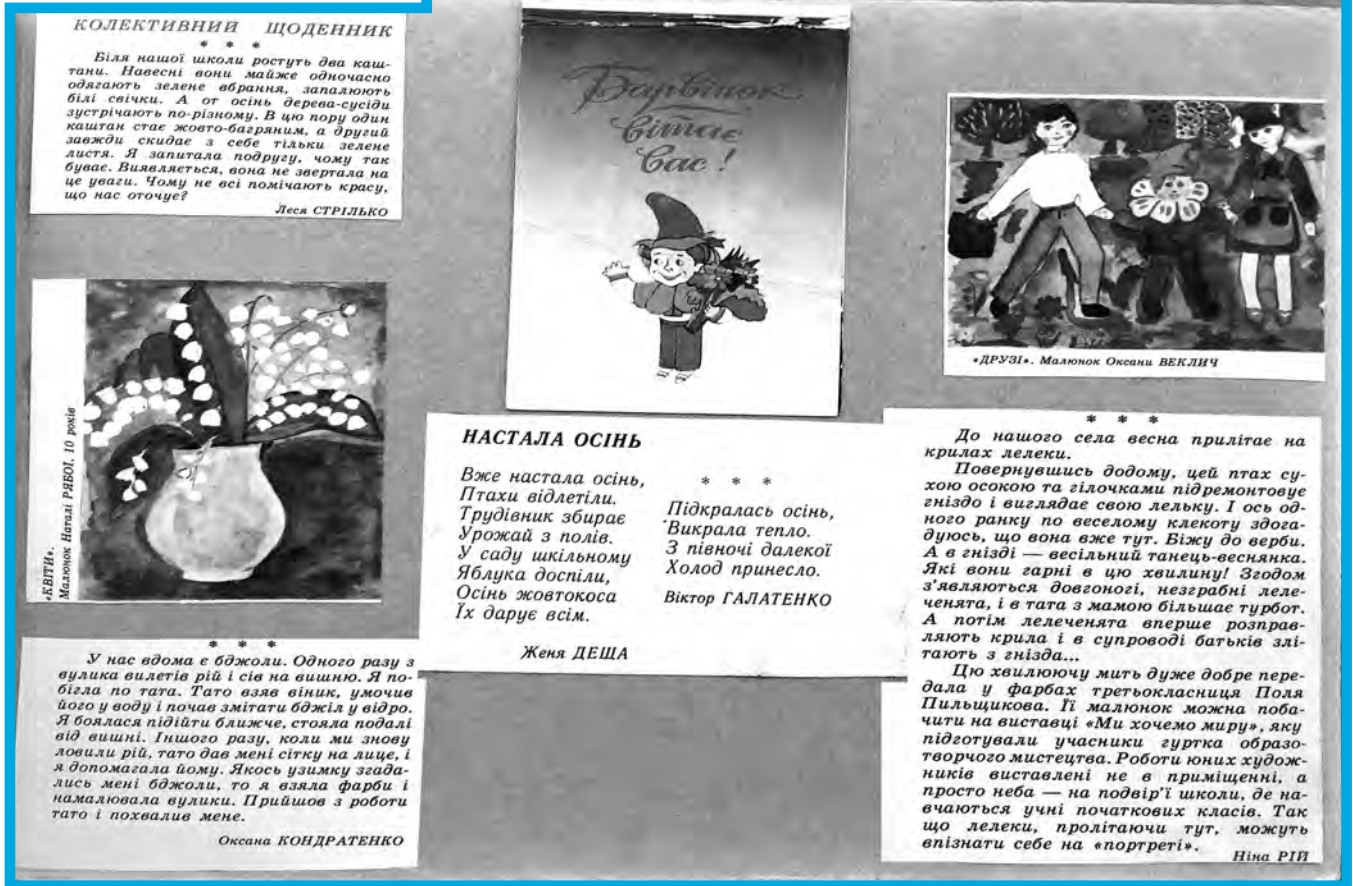 КОЛЕКТИВНИЙ ЩОДЕННИК
* * *
Біля нашої школи ростуть два каш-
тани. Навесні вони майже одночасно
одягають зелене вбрання, запалюють
білі свічки. А от осінь дерева-сусіди
зустрічають по-різному. В цю пору один
каштан стає жовто-багряним, а другий
завжди скидає з себе тільки зелене
листя. Я запитала подругу, чому так
буває. Виявляється, вона не звертала на
це уваги. Чому не всі помічають красу,
що нас оточує?
Леся СТРІЛЬКО
«КВІТИ».
Малюнок Наталі РЯБОЇ, 10 років
* * *
У нас вдома є бджоли. Одного разу з
вулика вилетів рій і сів на вишню. Я по-
бігла по тата. Тато взяв віник, умочив
його у воду і почав змітати бджіл у відро.
Я боялася підійти ближче, стояла подалі
від вишні. Іншого разу, коли ми знову
ловили рій, тато дав мені сітку на лице, і
я допомагала йому. Якось узимку згада-
лись мені бджоли, то я взяла фарби і
намалювала вулики. Прийшов з роботи
тато і похвалив мене.
Оксана КОНДРАТЕНКО
Барвінок
вітає
Вас!
НАСТАЛА ОСІНЬ
Вже настала осінь,
Птахи відлетіли.
Трудівник збирає
Урожай з полів.
У саду шкільному
Яблука доспіли,
Осінь жовтокоса
Їх дарує всім.
Женя ДЕЩА
* * *
Підкралась осінь,
Викрала тепло.
З півночі далекої
Холод принесло.
Віктор ГАЛАТЕНКО
«ДРУЗІ». Малюнок Оксани ВЕКЛИЧ
* * *
До нашого села весна прилітає на
крилах лелеки.
Повернувшись додому, цей птах су-
хою осокою та гілочками підремонтовує
гніздо і виглядає свою лельку. І ось од-
ного ранку по веселому клекоту здога-
дуюсь, що вона вже тут. Біжу до верби.
А в гнізді — весільний танець-веснянка.
Які вони гарні в цю хвилину! Згодом
з'являються довгоногі, незграбні леле-
ченята, і в тата з мамою більшає турбот.
А потім лелеченята вперше розправ-
ляють крила і в супроводі батьків злі-
тають з гнізда...
Цю хвилюючу мить дуже добре пере-
дала у фарбах третьокласниця Поля
Пильщикова. Її малюнок можна поба-
чити на виставці «Ми хочемо миру», яку
підготували учасники гуртка образо-
творчого мистецтва. Роботи юних худож-
ників виставлені не в приміщенні, а
просто неба — на подвір'ї школи, де на-
вчаються учні початкових класів. Так
що лелеки, пролітаючи тут, можуть
впізнати себе на «портреті».
Ніна РІЙ